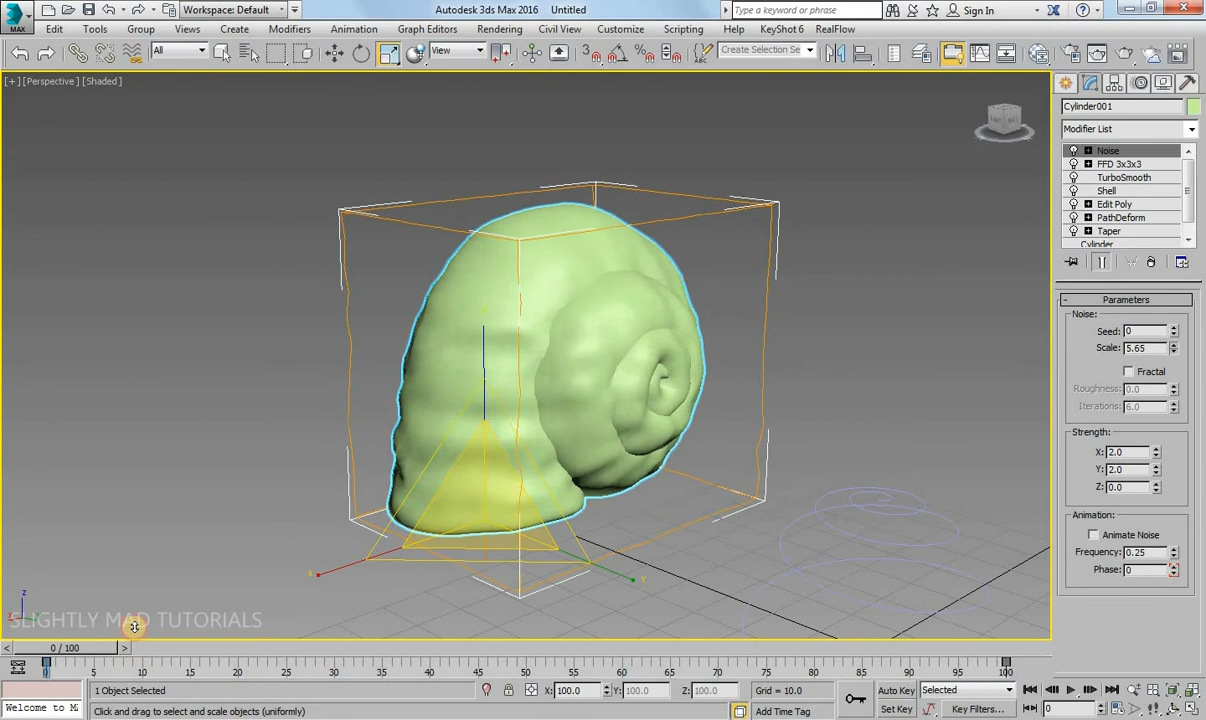 MAX
Workspace: Default
Autodesk 3ds Max 2016 Untitled
Type a keyword or phrase
Sign In
Edit Tools Group Views Create Modifiers Animation Graph Editors Rendering Civil View Customize Scripting Help KeyShot 6 RealFlow
All
View
Create Selection Se
[+] [Perspective] [Shaded]
Cylinder001
Modifier List
Noise
FFD 3x3x3
TurboSmooth
Shell
Edit Poly
PathDeform
Taper
Cylinder
- Parameters
Noise:
Seed: 0
Scale: 5.65
Fractal
Roughness: 0.0
Iterations: 6.0
Strength:
X: 2.0
Y: 2.0
Z: 0.0
Animation:
Animate Noise
Frequency: 0.25
Phase: 0
x
Y
z
SLIGHTLY MAD TUTORIALS
< 0 / 100 >
0 5 10 15 20 25 30 35 40 45 50 55 60 65 70 75 80 85 90 95 100
1 Object Selected
X: 100.0 Y: 100.0 Z: 100.0 Grid = 10.0
Auto Key Selected
Welcome to M
Click and drag to select and scale objects (uniformly)
Add Time Tag
Set Key Key Filters... 0